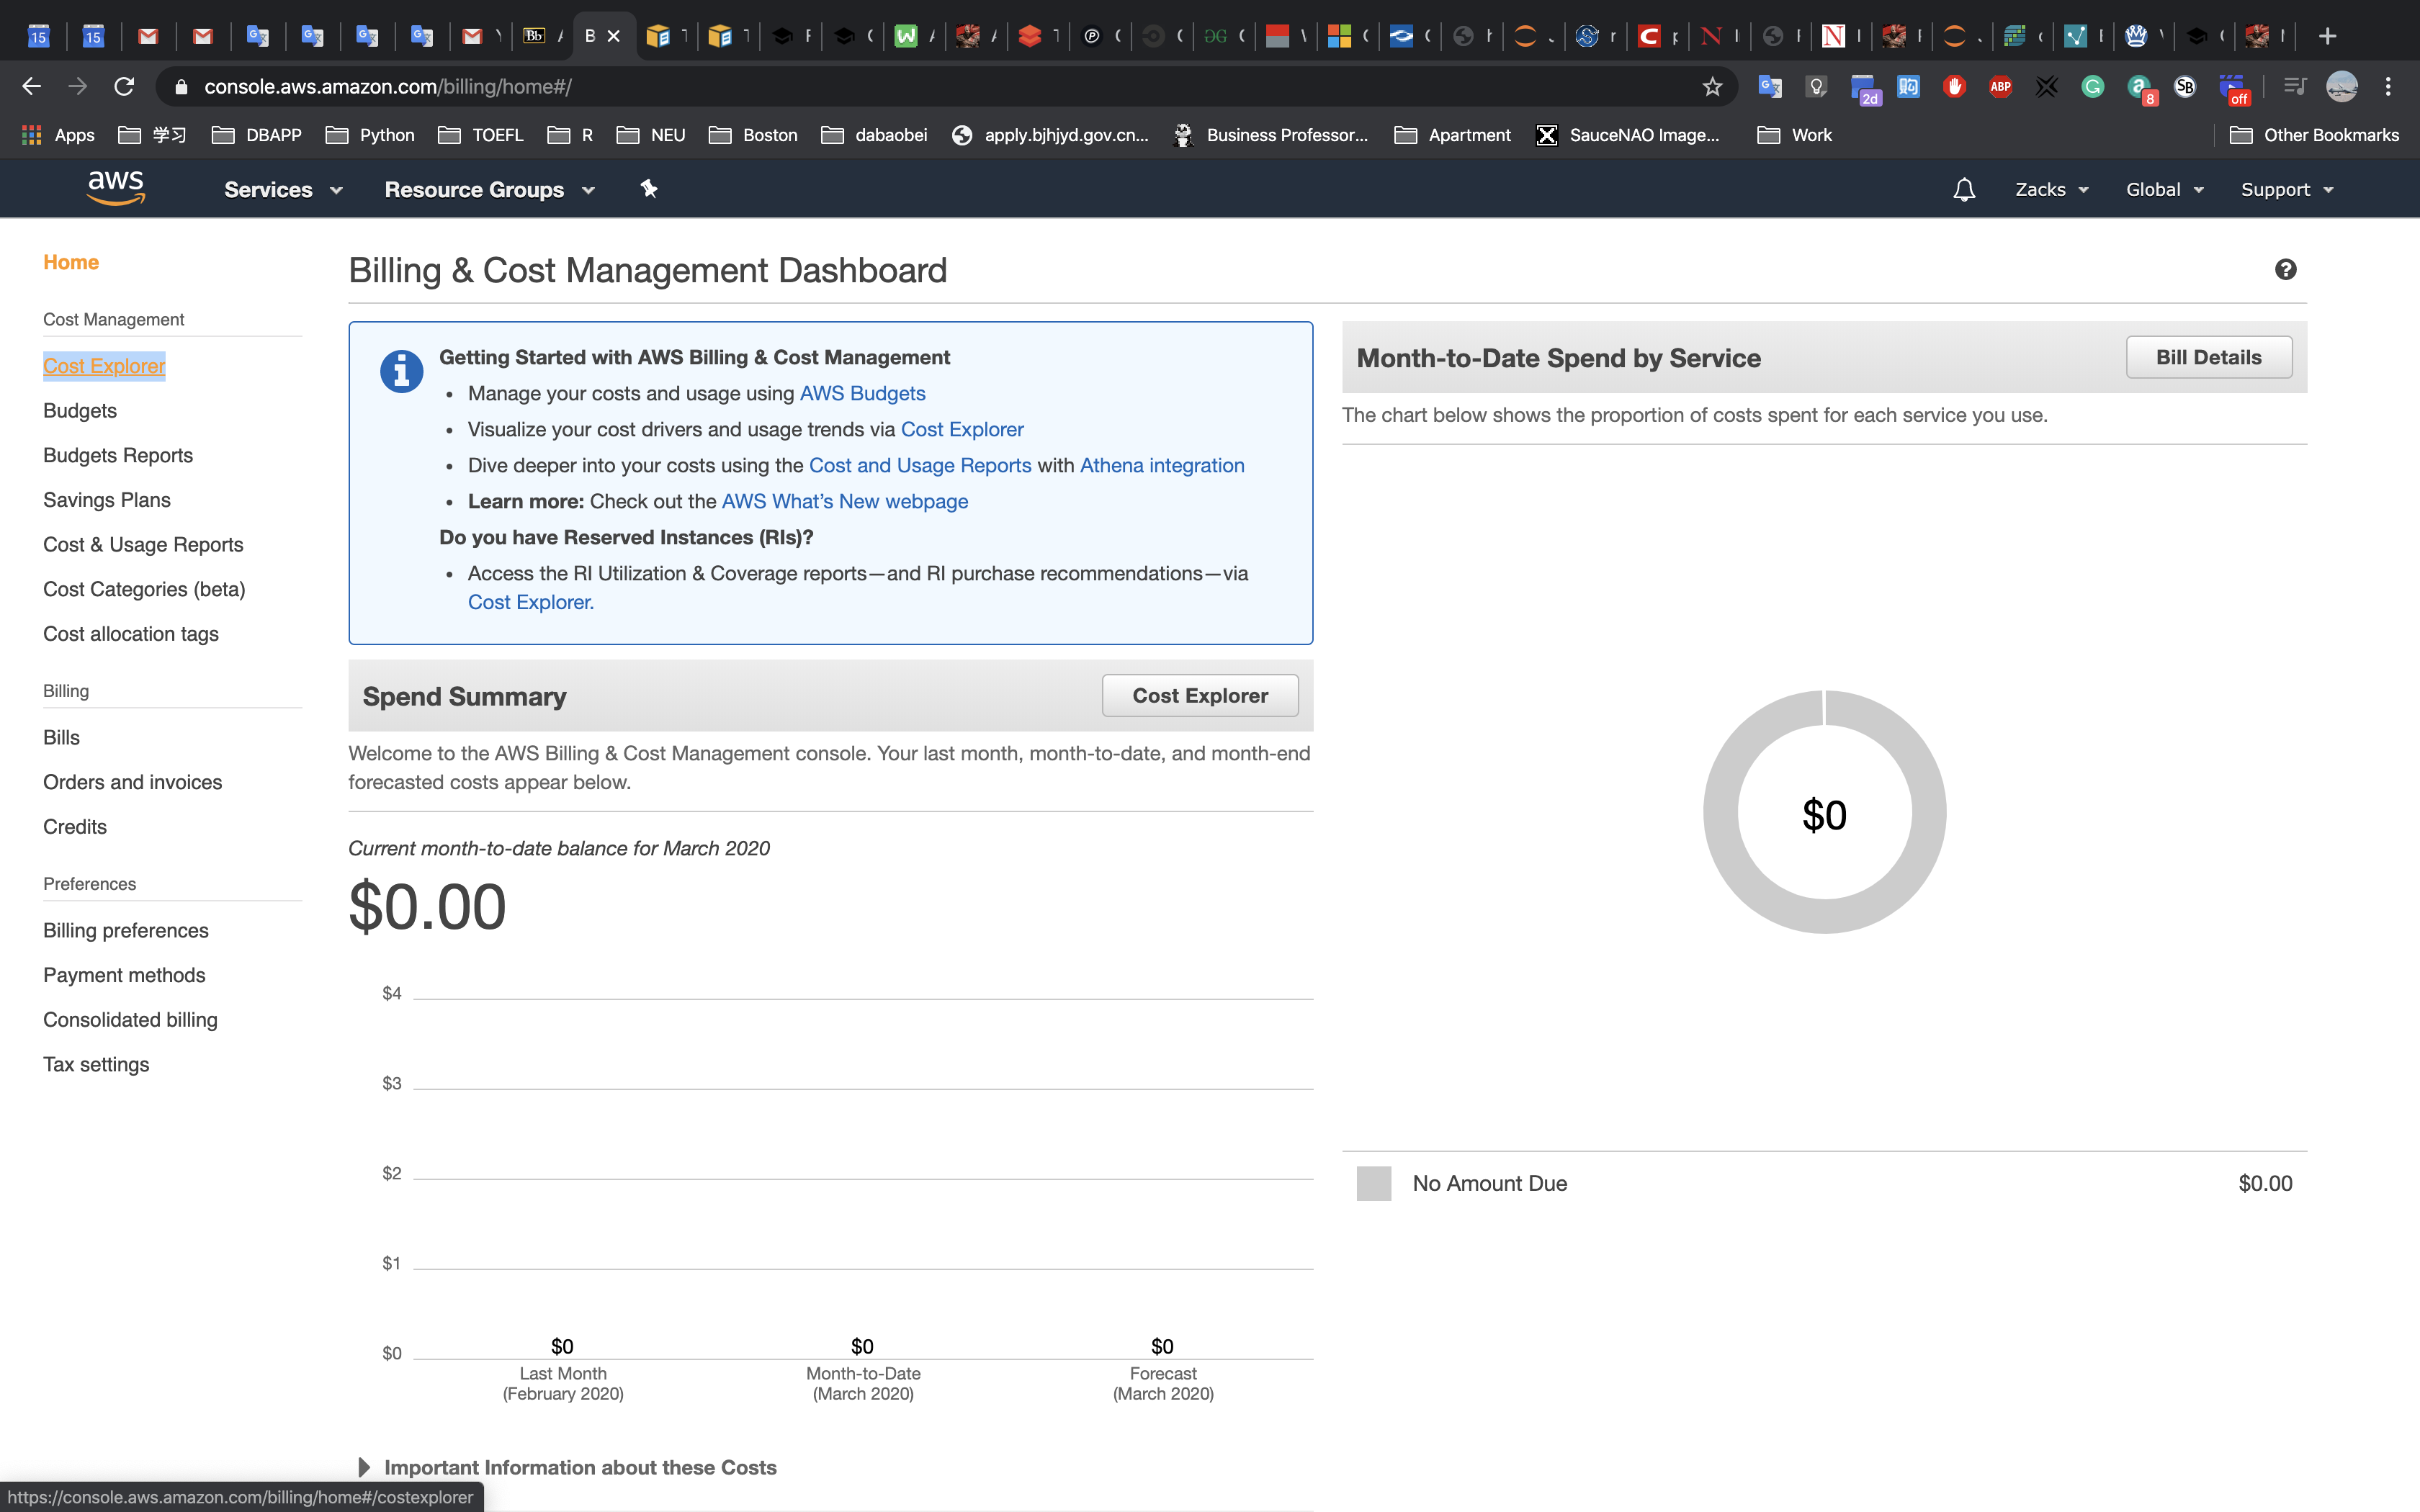 15 15 Bb B
console.aws.amazon.com/billing/home#/
2d ABP 8 SB off
Apps 学习 DBAPP Python TOEFL R NEU Boston dabaobei apply.bjhjyd.gov.cn... Business Professor... Apartment SauceNAO Image... Work Other Bookmarks
aws Services Resource Groups Zacks Global Support
Home
Cost Management
Cost Explorer
Budgets
Budgets Reports
Savings Plans
Cost & Usage Reports
Cost Categories (beta)
Cost allocation tags
Billing
Bills
Orders and invoices
Credits
Preferences
Billing preferences
Payment methods
Consolidated billing
Tax settings
Billing & Cost Management Dashboard
Getting Started with AWS Billing & Cost Management
• Manage your costs and usage using AWS Budgets
• Visualize your cost drivers and usage trends via Cost Explorer
• Dive deeper into your costs using the Cost and Usage Reports with Athena integration
• Learn more: Check out the AWS What's New webpage
Do you have Reserved Instances (RIs)?
• Access the RI Utilization & Coverage reports—and RI purchase recommendations—via
Cost Explorer.
Spend Summary Cost Explorer
Welcome to the AWS Billing & Cost Management console. Your last month, month-to-date, and month-end
forecasted costs appear below.
Current month-to-date balance for March 2020
$0.00
$4
$3
$2
$1
$0
$0 $0 $0
Last Month Month-to-Date Forecast
(February 2020) (March 2020) (March 2020)
Important Information about these Costs
Month-to-Date Spend by Service Bill Details
The chart below shows the proportion of costs spent for each service you use.
$0
No Amount Due $0.00
https://console.aws.amazon.com/billing/home#/costexplorer